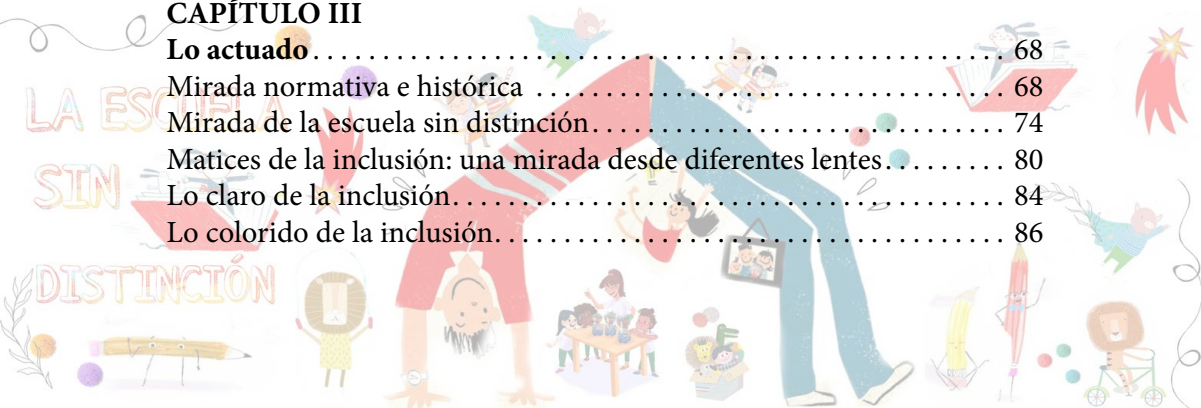 CAPÍTULO III
Lo actuado. . . . . . . . . . . . . . . . . . . . . . . . . . . . . . . . . . . . . . . . . . . . . . . . . . 68
Mirada normativa e histórica . . . . . . . . . . . . . . . . . . . . . . . . . . . . . . . . . . 68
Mirada de la escuela sin distinción. . . . . . . . . . . . . . . . . . . . . . . . . . . . . . 74
Matices de la inclusión: una mirada desde diferentes lentes. . . . . . . . . . 80
Lo claro de la inclusión. . . . . . . . . . . . . . . . . . . . . . . . . . . . . . . . . . . . . . . 84
Lo colorido de la inclusión. . . . . . . . . . . . . . . . . . . . . . . . . . . . . . . . . . . . 86
LA ESCUELA
SIN
DISTINCIÓN